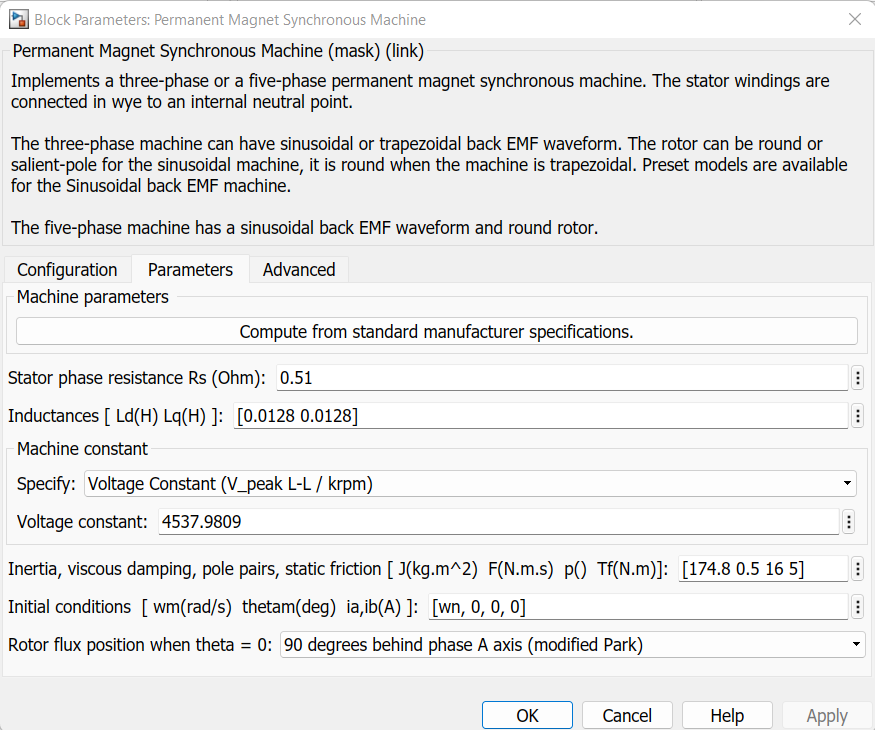 Block Parameters: Permanent Magnet Synchronous Machine
Permanent Magnet Synchronous Machine (mask) (link)
Implements a three-phase or a five-phase permanent magnet synchronous machine. The stator windings are
connected in wye to an internal neutral point.
The three-phase machine can have sinusoidal or trapezoidal back EMF waveform. The rotor can be round or
salient-pole for the sinusoidal machine, it is round when the machine is trapezoidal. Preset models are available
for the Sinusoidal back EMF machine.
The five-phase machine has a sinusoidal back EMF waveform and round rotor.
Configuration Parameters Advanced
Machine parameters
Compute from standard manufacturer specifications.
Stator phase resistance Rs (Ohm): 0.51
Inductances [ Ld(H) Lq(H) ]: [0.0128 0.0128]
Machine constant
Specify: Voltage Constant (V_peak L-L / krpm)
Voltage constant: 4537.9809
Inertia, viscous damping, pole pairs, static friction [ J(kg.m^2) F(N.m.s) p() Tf(N.m)]: [174.8 0.5 16 5]
Initial conditions [ wm(rad/s) thetam(deg) ia,ib(A) ]: [wn, 0, 0, 0]
Rotor flux position when theta = 0: 90 degrees behind phase A axis (modified Park)
OK Cancel Help Apply